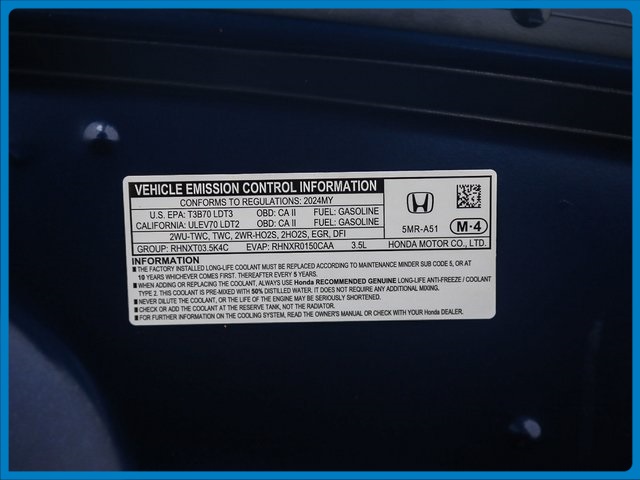 VEHICLE EMISSION CONTROL INFORMATION
CONFORMS TO REGULATIONS: 2024MY
U.S. EPA: T3B70 LDT3 OBD: CA II FUEL: GASOLINE
CALIFORNIA: ULEV70 LDT2 OBD: CA II FUEL: GASOLINE
2WU-TWC, TWC, 2WR-HO2S, 2HO2S, EGR, DFI
GROUP: RHNXT03.5K4C EVAP: RHNXR0150CAA 3.5L
5MR-A51 M-4
HONDA MOTOR CO., LTD.
INFORMATION
■ THE FACTORY INSTALLED LONG-LIFE COOLANT MUST BE REPLACED ACCORDING TO MAINTENANCE MINDER SUB CODE 5, OR AT
10 YEARS WHICHEVER COMES FIRST. THEREAFTER EVERY 5 YEARS.
■ WHEN ADDING OR REPLACING THE COOLANT, ALWAYS USE Honda RECOMMENDED GENUINE LONG-LIFE ANTI-FREEZE / COOLANT
TYPE 2. THIS COOLANT IS PRE-MIXED WITH 50% DISTILLED WATER, IT DOES NOT REQUIRE ANY ADDITIONAL MIXING.
■ NEVER DILUTE THE COOLANT, OR THE LIFE OF THE ENGINE MAY BE SERIOUSLY SHORTENED.
■ CHECK OR ADD COOLANT AT THE RESERVE TANK, NOT THE RADIATOR.
■ FOR FURTHER INFORMATION ON THE COOLING SYSTEM, READ THE OWNER'S MANUAL OR CHECK WITH YOUR Honda DEALER.